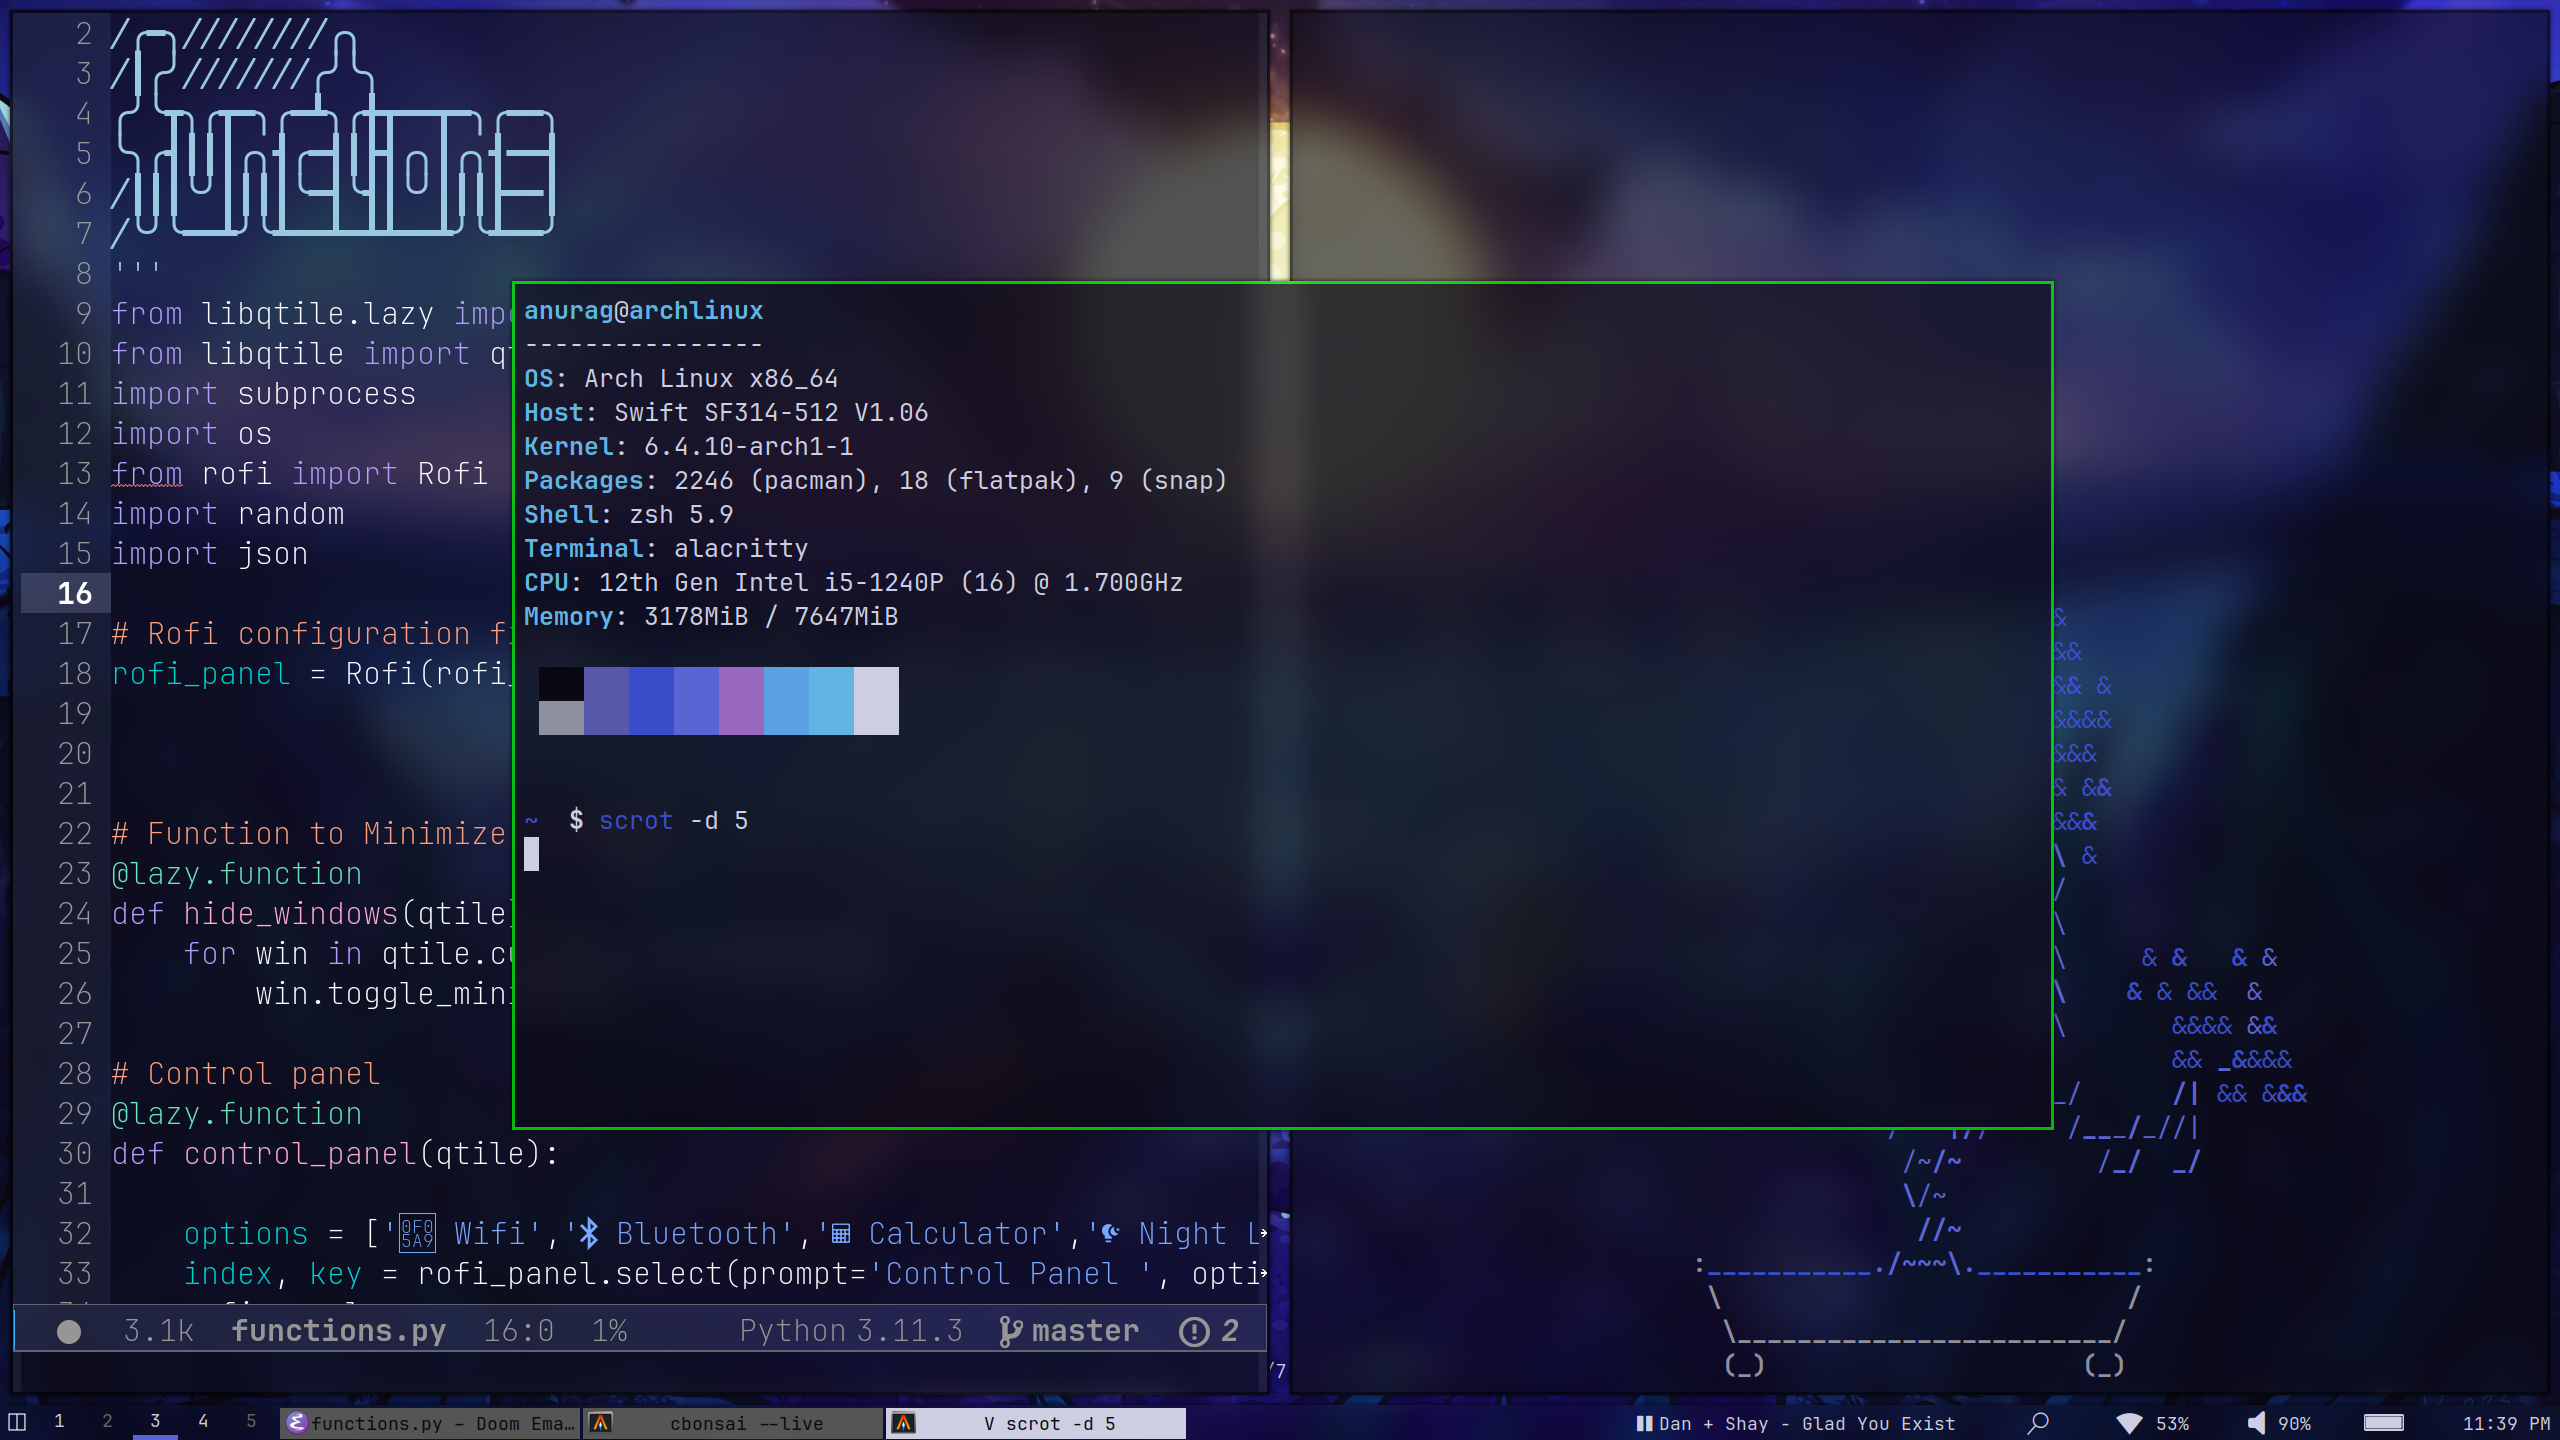 2
3
4
5
6
7
8 '''
9 from libqtile.lazy imp
10 from libqtile import q
11 import subprocess
12 import os
13 from rofi import Rofi
14 import random
15 import json
16
17 # Rofi configuration f
18 rofi_panel = Rofi(rofi_
19
20
21
22 # Function to Minimize
23 @lazy.function
24 def hide_windows(qtile
25     for win in qtile.c
26         win.toggle_min
27
28 # Control panel
29 @lazy.function
30 def control_panel(qtile):
31
32     options = [' Wifi',' Bluetooth',' Calculator',' Night L
33     index, key = rofi_panel.select(prompt='Control Panel ', opti
3.1k functions.py 16:0 1% Python 3.11.3 master 2
/7
anurag@archlinux
----------------
OS: Arch Linux x86_64
Host: Swift SF314-512 V1.06
Kernel: 6.4.10-arch1-1
Packages: 2246 (pacman), 18 (flatpak), 9 (snap)
Shell: zsh 5.9
Terminal: alacritty
CPU: 12th Gen Intel i5-1240P (16) @ 1.700GHz
Memory: 3178MiB / 7647MiB
~ $ scrot -d 5
1 2 3 4 5 functions.py - Doom Ema… cbonsai --live V scrot -d 5 Dan + Shay - Glad You Exist 53% 90% 11:39 PM